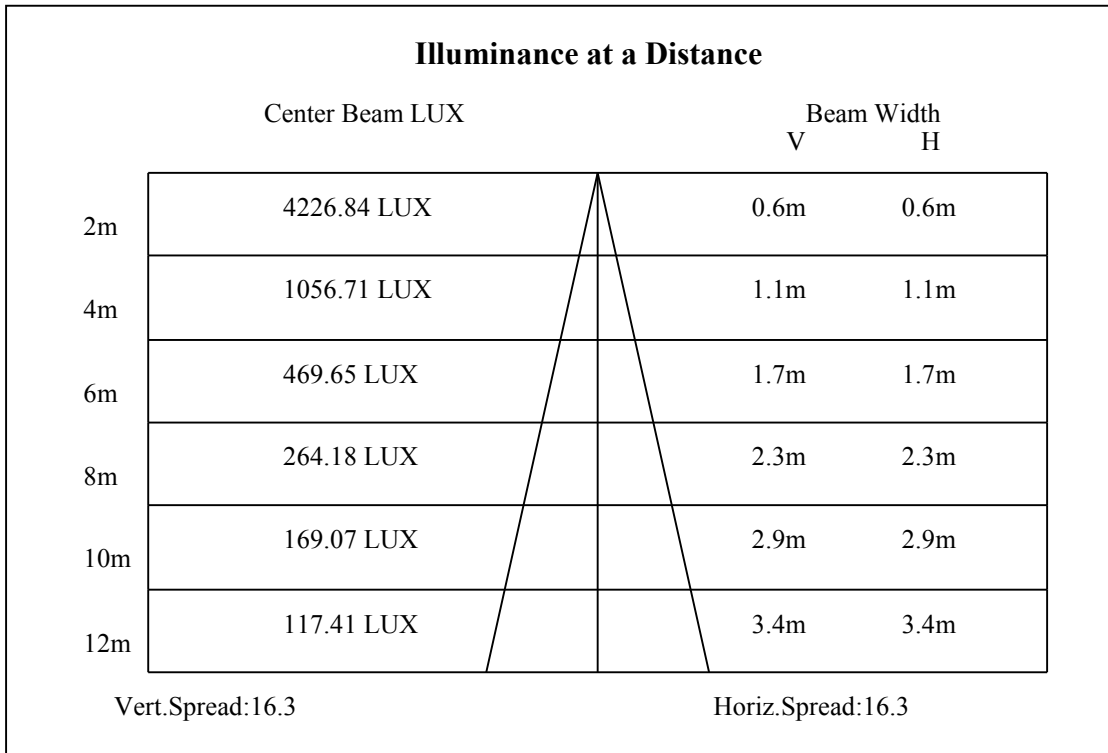 Illuminance at a Distance
Center Beam LUX Beam Width
V H
2m 4226.84 LUX 0.6m 0.6m
4m 1056.71 LUX 1.1m 1.1m
6m 469.65 LUX 1.7m 1.7m
8m 264.18 LUX 2.3m 2.3m
10m 169.07 LUX 2.9m 2.9m
12m 117.41 LUX 3.4m 3.4m
Vert.Spread:16.3 Horiz.Spread:16.3